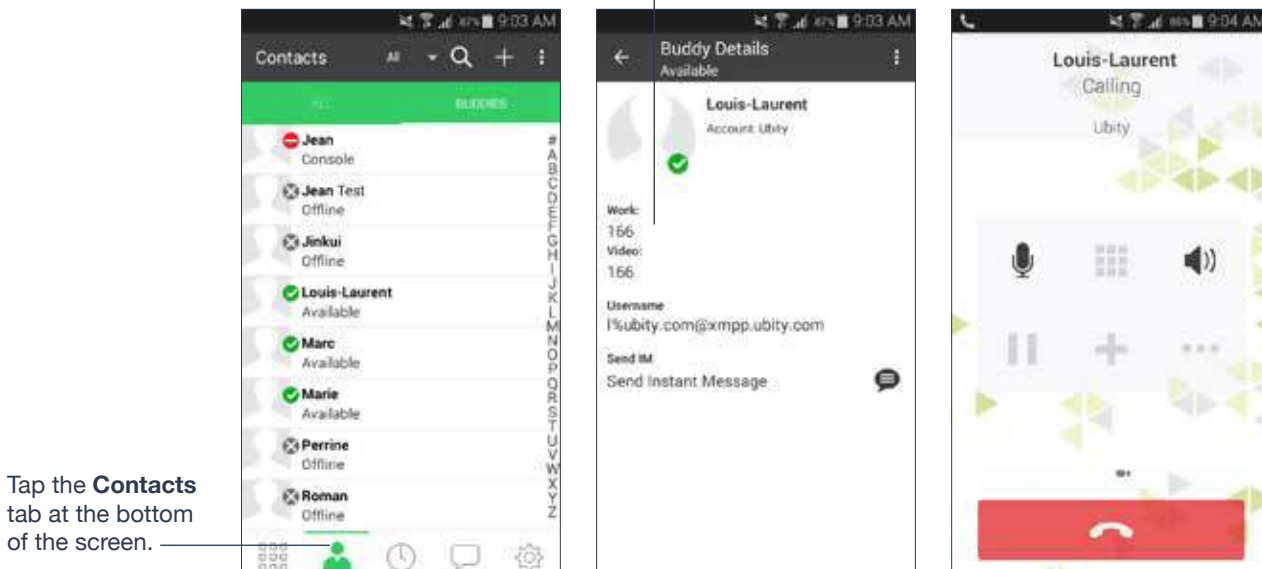 9:03 AM
Contacts All
ALL BUDDIES
Jean
Console
Jean Test
Offline
Jinkui
Offline
Louis-Laurent
Available
Marc
Available
Marie
Available
Perrine
Offline
Roman
Offline
#
A
B
C
D
E
F
G
H
I
J
K
L
M
N
O
P
Q
R
S
T
U
V
W
X
Y
Z
Tap the Contacts
tab at the bottom
of the screen.
87% 9:03 AM
Buddy Details
Available
Louis-Laurent
Account: Ubity
Work:
166
Video:
166
Username
l%ubity.com@xmpp.ubity.com
Send IM
Send Instant Message
9:04 AM
Louis-Laurent
Calling
Ubity